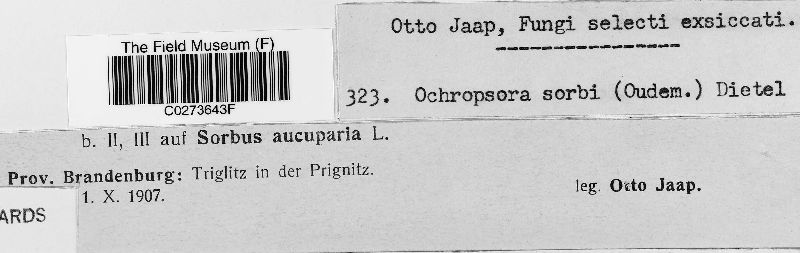 Otto Jaap, Fungi selecti exsiccati.
The Field Museum (F)
C0273643F
323. Ochropsora sorbi (Oudem.) Dietel
b. II, III auf Sorbus aucuparia L.
Prov. Brandenburg: Triglitz in der Prignitz.
1. X. 1907.
leg. Otto Jaap.
ARDS